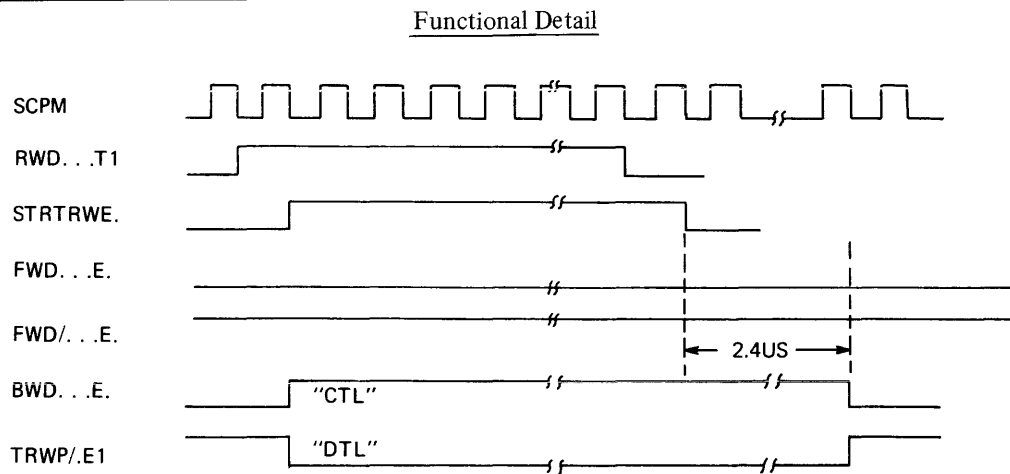 Functional Detail
SCPM
RWD. . .T1
STRTRWE.
FWD. . .E.
FWD/. . .E.
2.4US
BWD. . .E.
"CTL"
TRWP/.E1
"DTL"